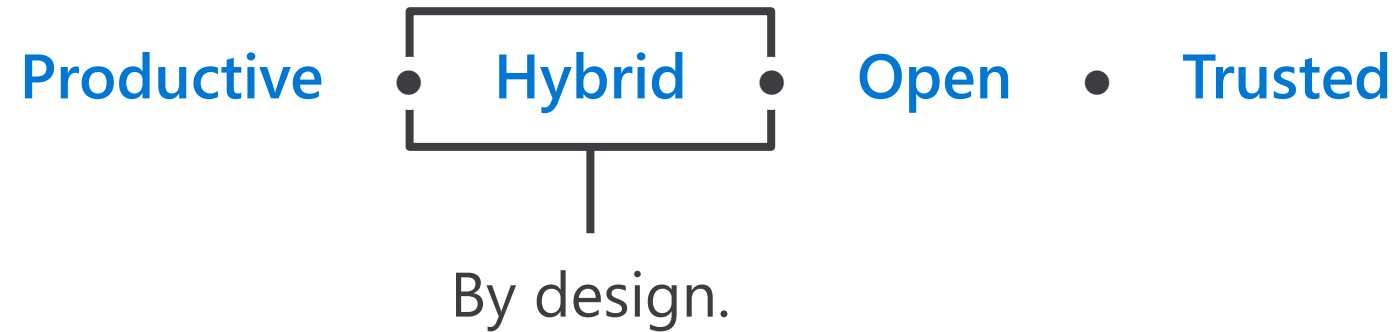 Productive • Hybrid • Open • Trusted
By design.